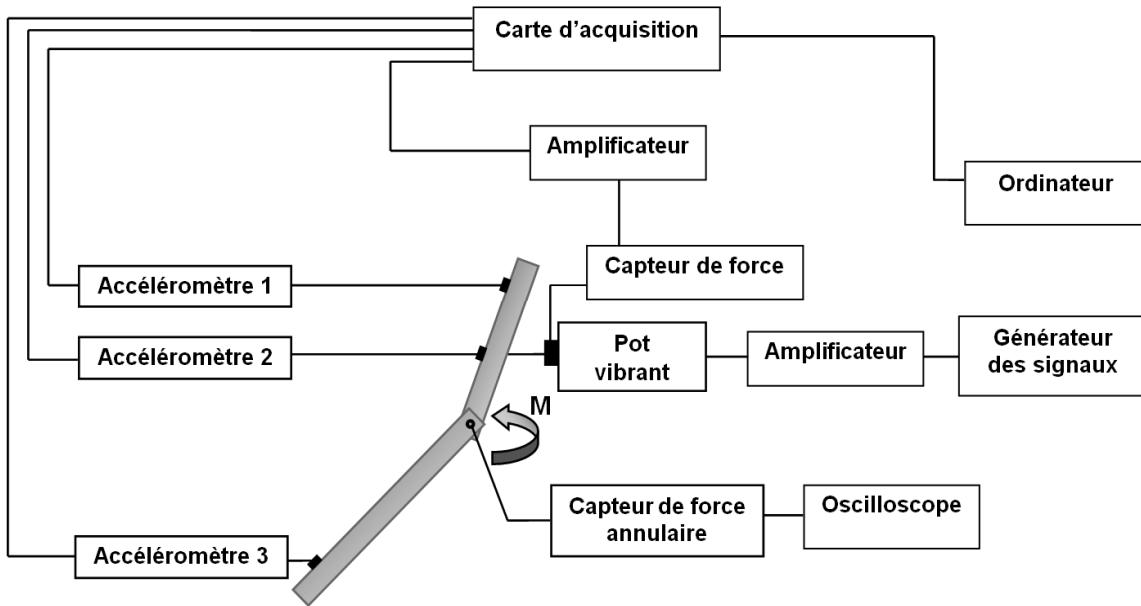 Carte d'acquisition
Amplificateur
Ordinateur
Capteur de force
Accéléromètre 1
Accéléromètre 2
Pot
vibrant
Amplificateur
Générateur
des signaux
M
Capteur de force
annulaire
Oscilloscope
Accéléromètre 3